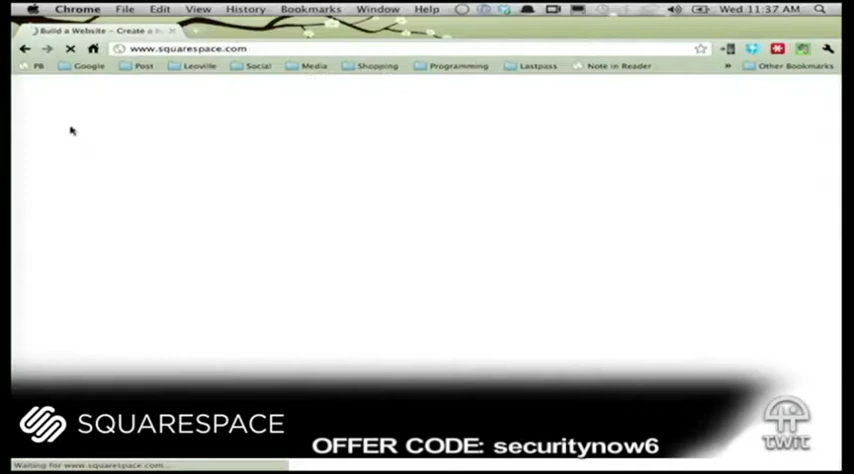 Chrome File Edit View History Bookmarks Window Help Wed 11:37 AM
Build a Website – Create a
www.squarespace.com
PB Google Post Leoville Social Media Shopping Programming Lastpass Note in Reader » Other Bookmarks
SQUARESPACE
OFFER CODE: securitynow6
TWiT
Waiting for www.squarespace.com...